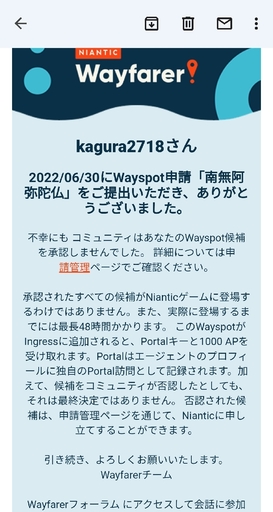 NIANTIC
Wayfarer
kagura2718さん
2022/06/30にWayspot申請「南無阿
弥陀仏」をご提出いただき、ありがと
うございました。
不幸にも コミュニティはあなたのWayspot候補
を承認しませんでした。 詳細については申
請管理ページでご確認ください。
承認されたすべての候補がNianticゲームに登場す
るわけではありません。また、実際に登場するま
でには最長48時間かかります。 このWayspotが
Ingressに追加されると、Portalキーと1000 APを
受け取れます。Portalはエージェントのプロフィ
ールに独自のPortal訪問として記録されます。加
えて、候補をコミュニティが否認したとしても、
それは最終決定ではありません。 否認された候
補は、申請管理ページを通じて、Nianticに申し
立てすることができます。
引き続き、よろしくお願いいたします。
Wayfarerチーム
Wayfarerフォーラム にアクセスして会話に参加